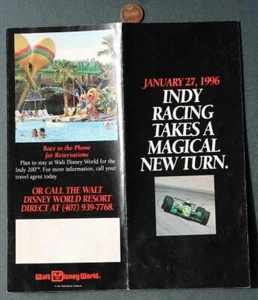 Race to the Phone
for Reservations
Plan to stay at Walt Disney World for the
Indy 200™. For more information, call your
travel agent today.
OR CALL THE WALT
DISNEY WORLD RESORT
DIRECT AT (407) 939-7768.
Walt Disney World.
JANUARY 27, 1996
INDY
RACING
TAKES A
MAGICAL
NEW TURN.